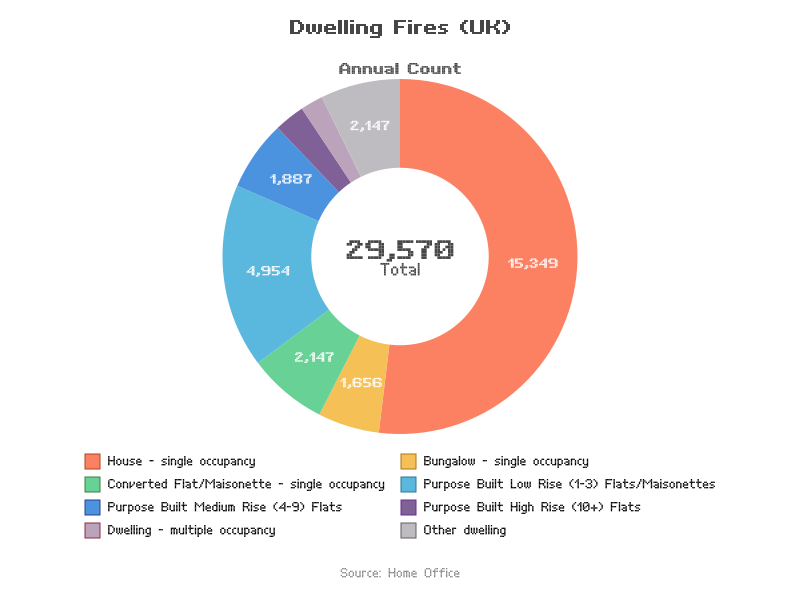 Dwelling Fires (UK)
Annual Count
2,147
1,887
15,349
4,954
29,570
Total
2,147
1,656
House - single occupancy
Bungalow - single occupancy
Converted Flat/Maisonette - single occupancy
Purpose Built Low Rise (1-3) Flats/Maisonettes
Purpose Built Medium Rise (4-9) Flats
Purpose Built High Rise (10+) Flats
Dwelling - multiple occupancy
Other dwelling
Source: Home Office